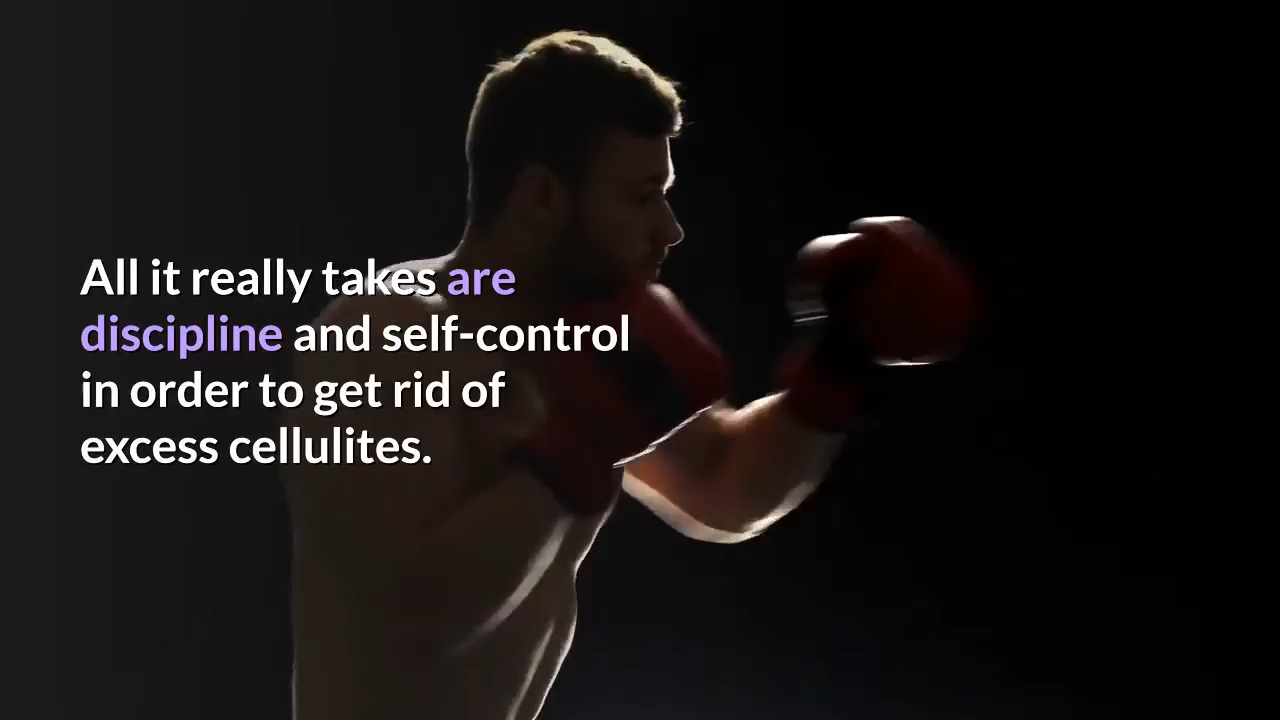 All it really takes are
discipline and self-control
in order to get rid of
excess cellulites.